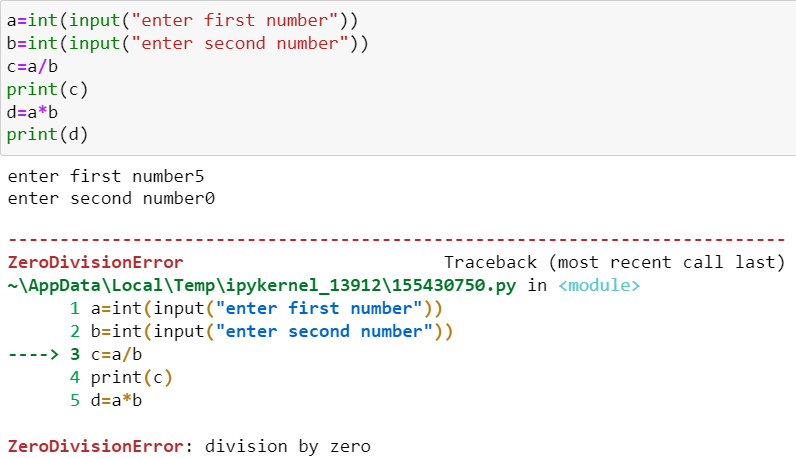 a=int(input("enter first number"))
b=int(input("enter second number"))
c=a/b
print(c)
d=a*b
print(d)
enter first number5
enter second number0
---------------------------------------------------------------------------
ZeroDivisionError                         Traceback (most recent call last)
~\AppData\Local\Temp\ipykernel_13912\155430750.py in <module>
      1 a=int(input("enter first number"))
      2 b=int(input("enter second number"))
----> 3 c=a/b
      4 print(c)
      5 d=a*b
ZeroDivisionError: division by zero